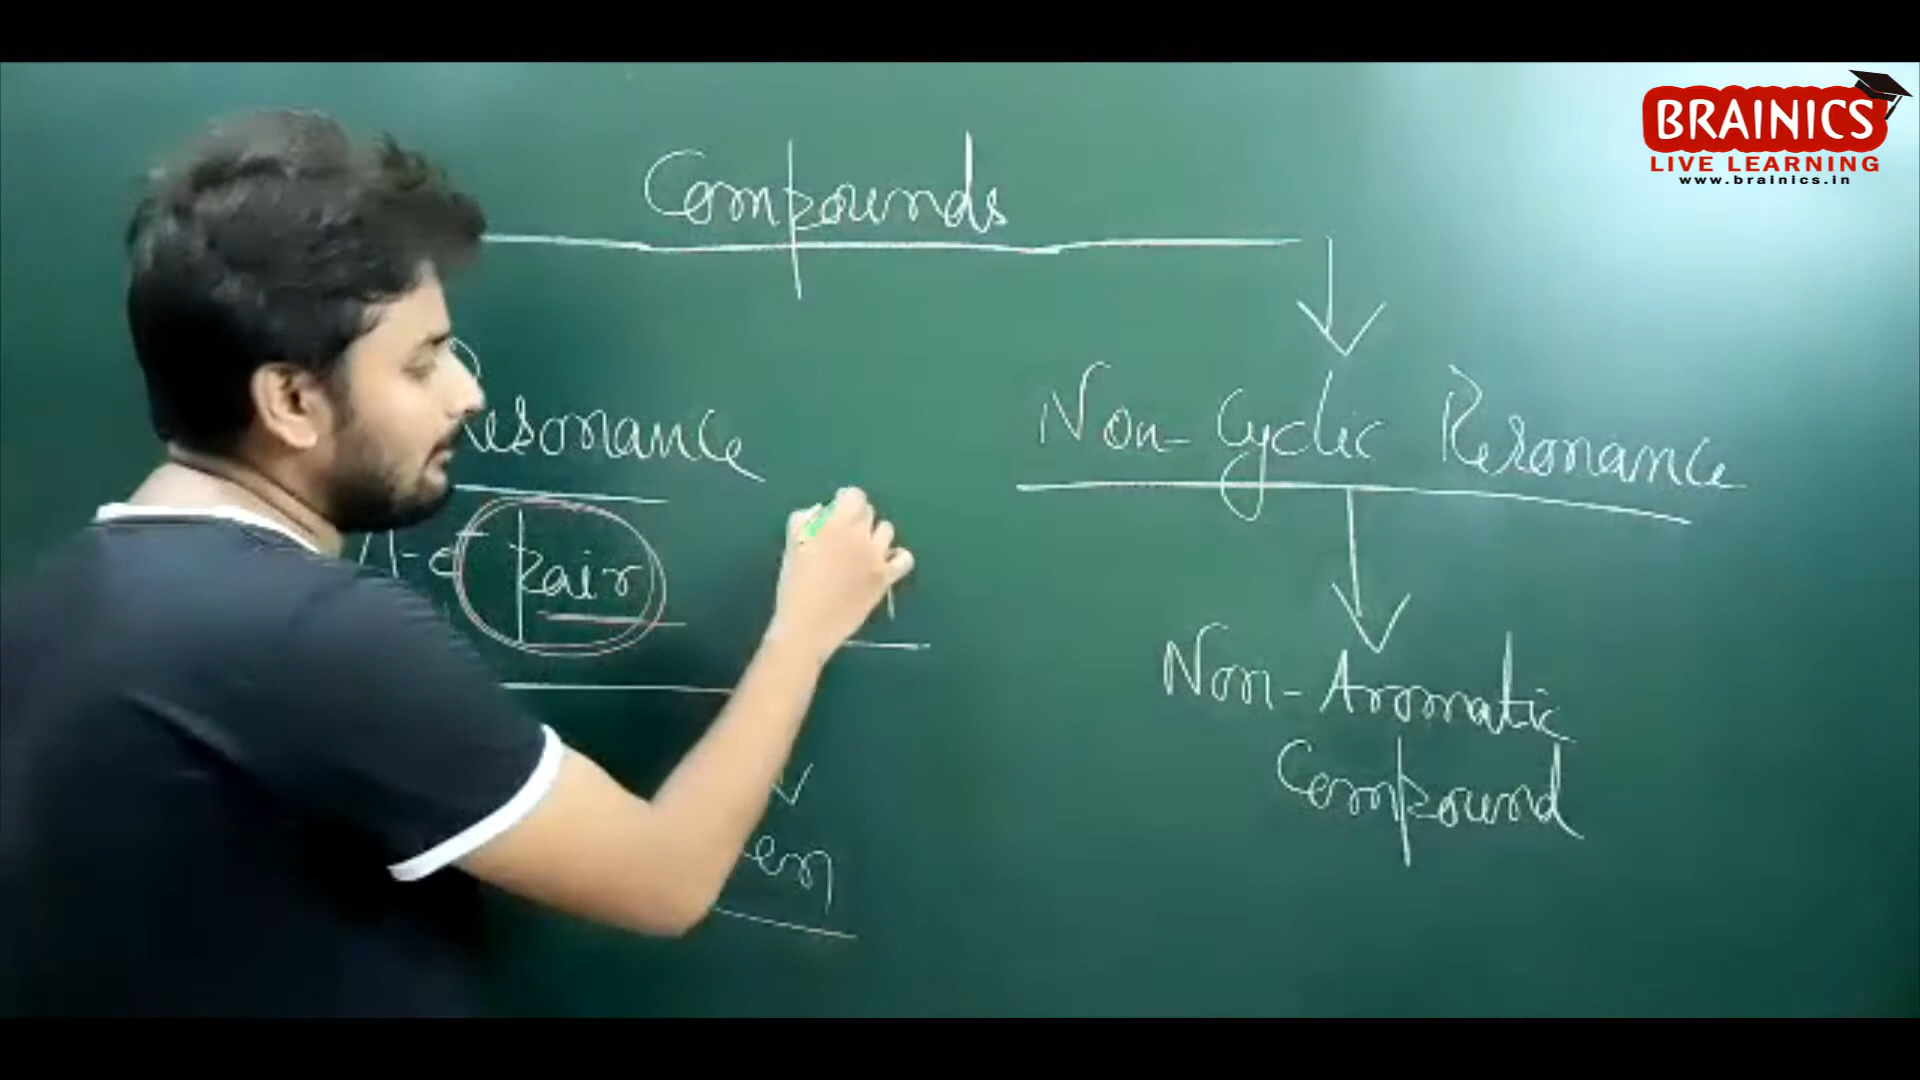 BRAINICS
LIVE LEARNING
www.brainics.in
Compounds
Resonance
Non-Cyclic Resonance
π-e pair
Non-Aromatic
Compound